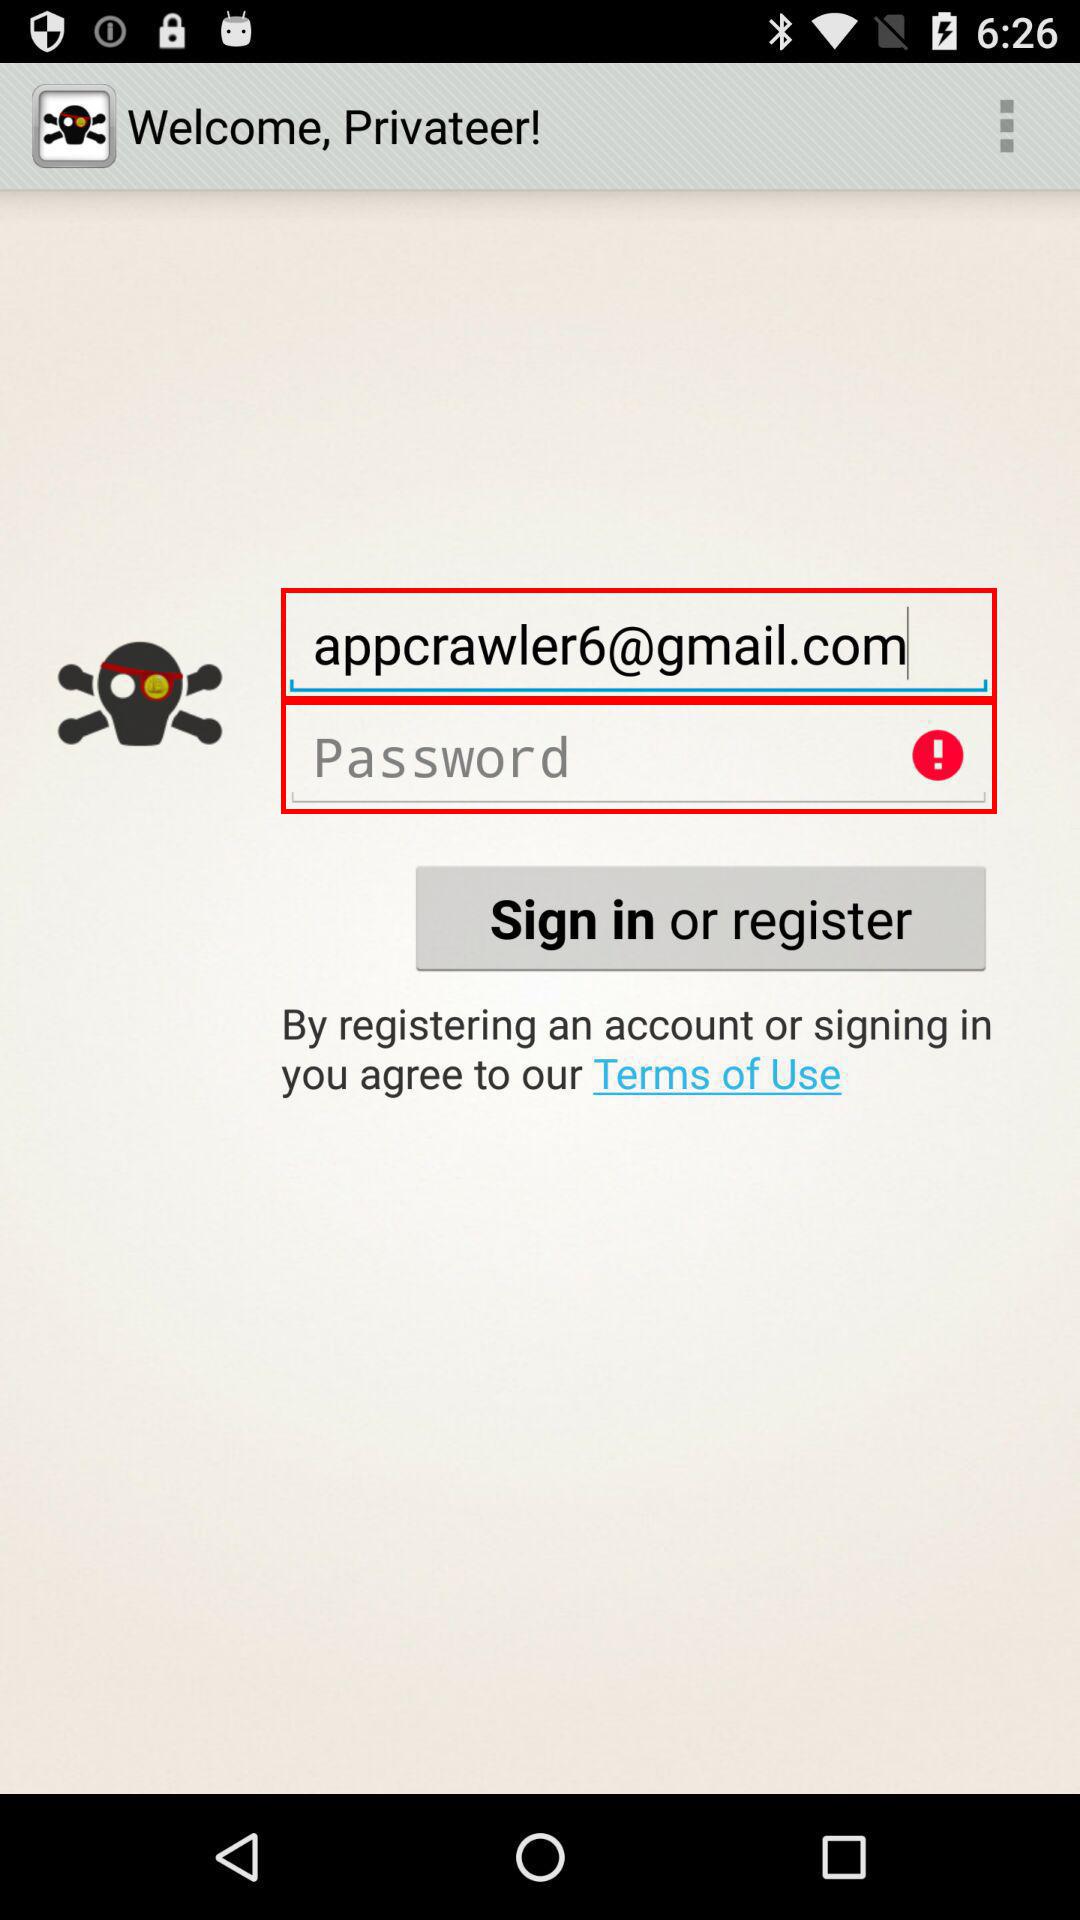 6:26
Welcome, Privateer!
appcrawler6@gmail.com
Password
Sign in or register
By registering an account or signing in
you agree to our Terms of Use